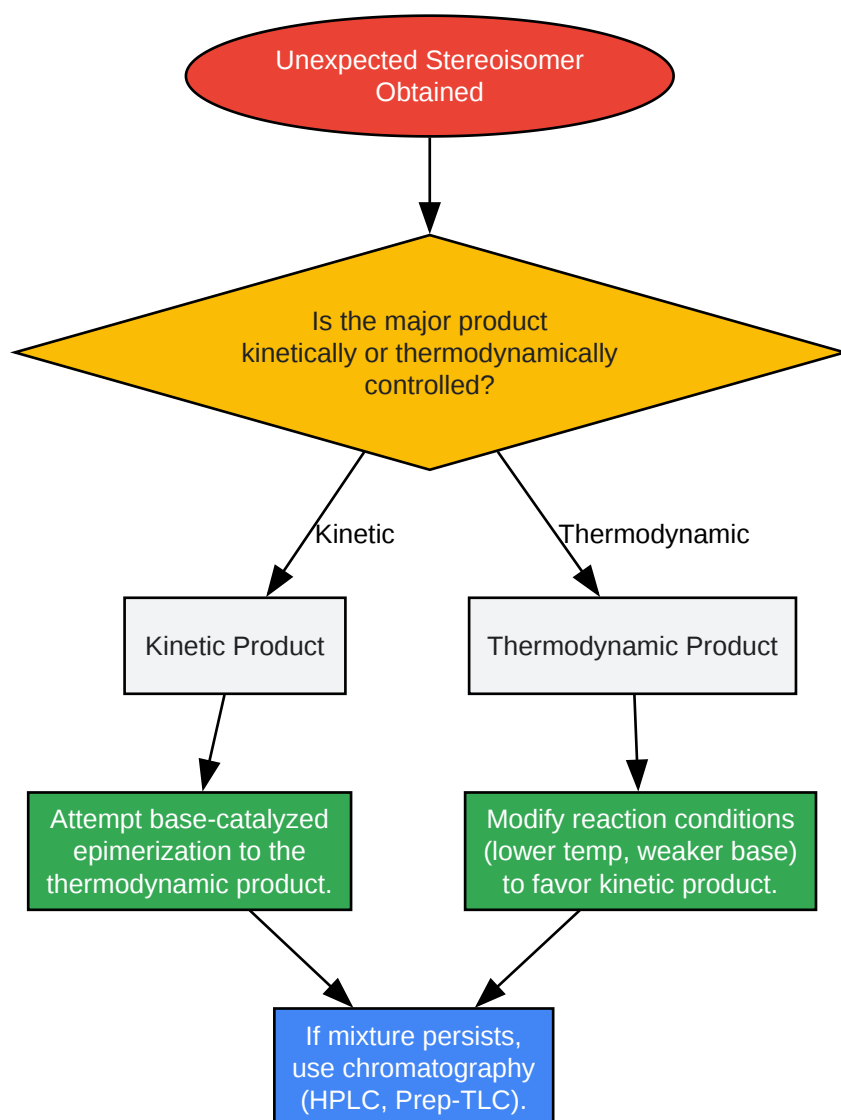 Unexpected Stereoisomer
Obtained
Is the major product
kinetically or thermodynamically
controlled?
Kinetic
Thermodynamic
Kinetic Product
Thermodynamic Product
Attempt base-catalyzed
epimerization to the
thermodynamic product.
Modify reaction conditions
(lower temp, weaker base)
to favor kinetic product.
If mixture persists,
use chromatography
(HPLC, Prep-TLC).